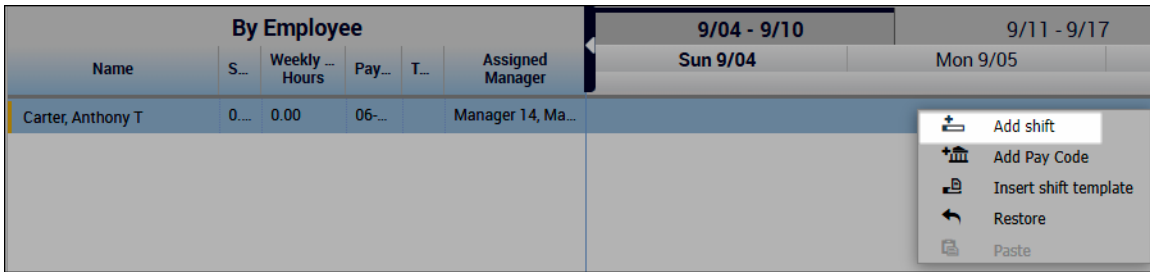 By Employee
9/04 - 9/10
9/11 - 9/17
Name
S...
Weekly ...
Hours
Pay...
T...
Assigned
Manager
Sun 9/04
Mon 9/05
Carter, Anthony T
0....
0.00
06-...
Manager 14, Ma...
Add shift
Add Pay Code
Insert shift template
Restore
Paste